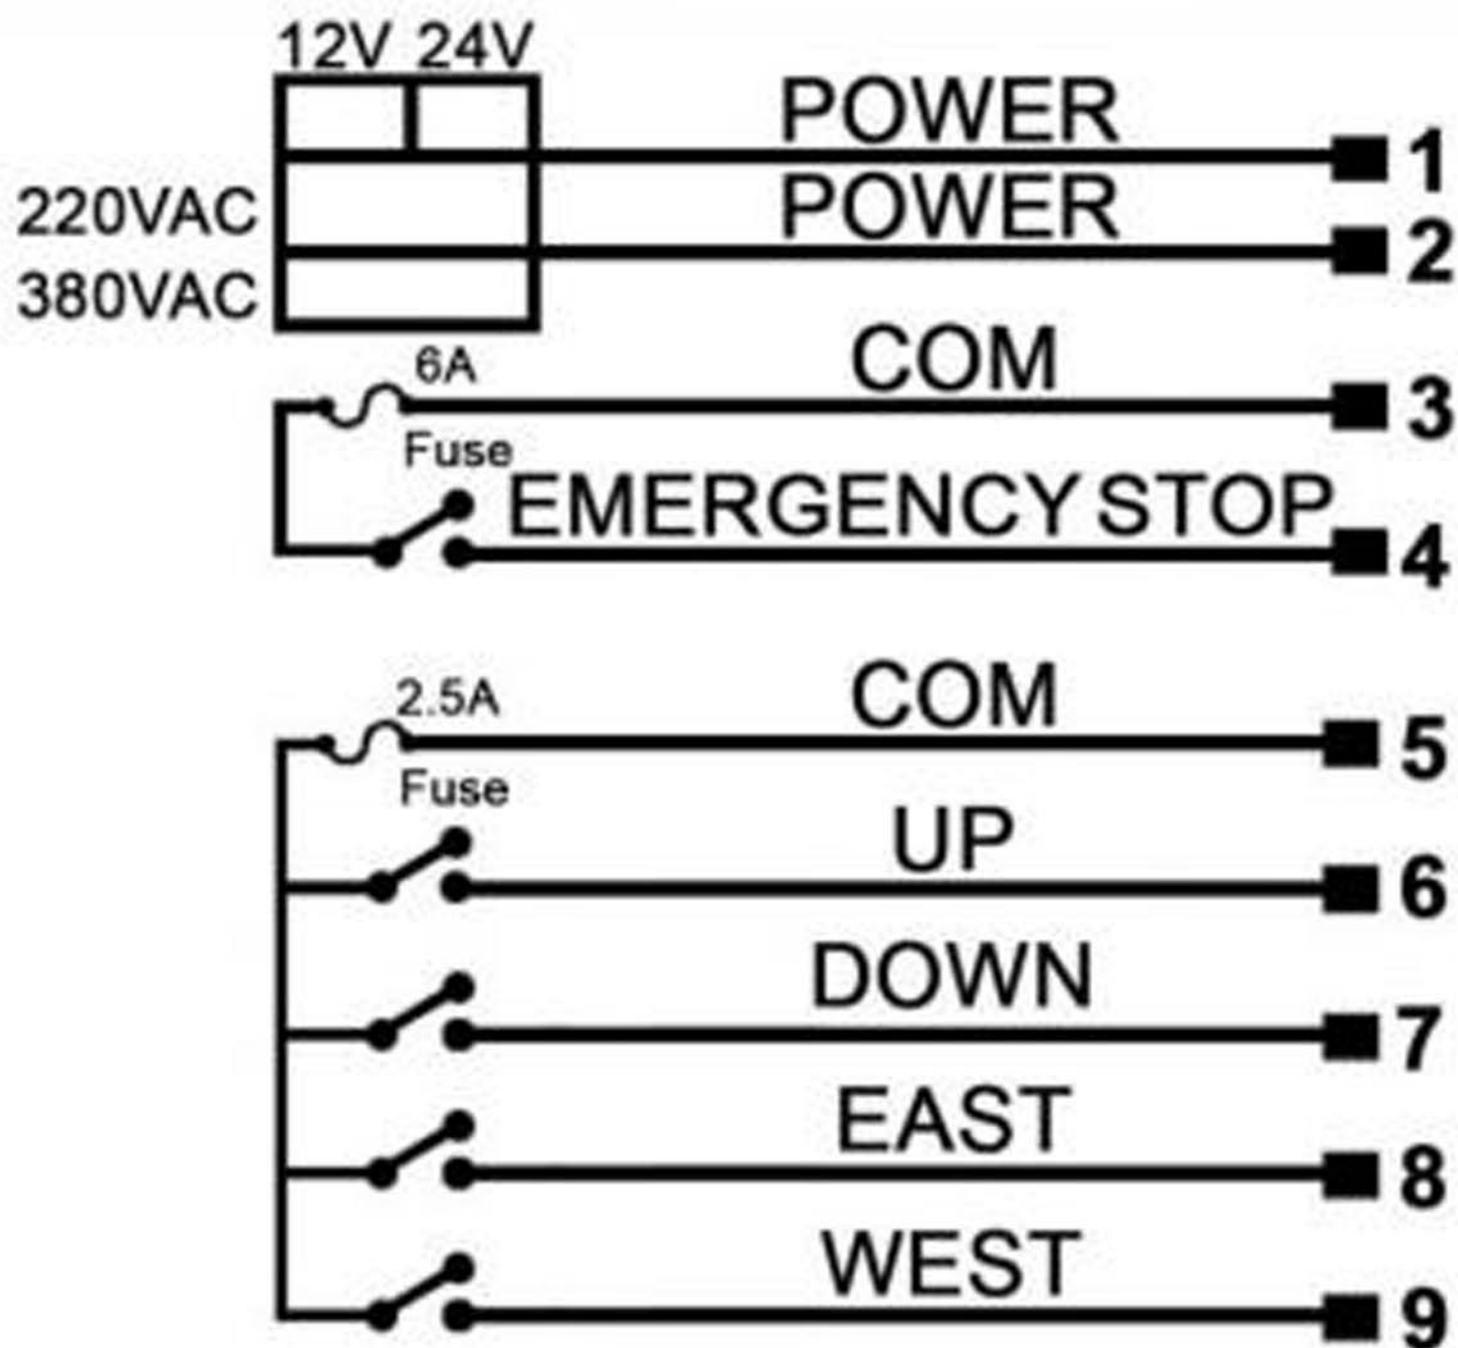 12V 24V
POWER 1
220VAC POWER 2
380VAC
6A COM 3
Fuse
EMERGENCY STOP 4
2.5A COM 5
Fuse
UP 6
DOWN 7
EAST 8
WEST 9